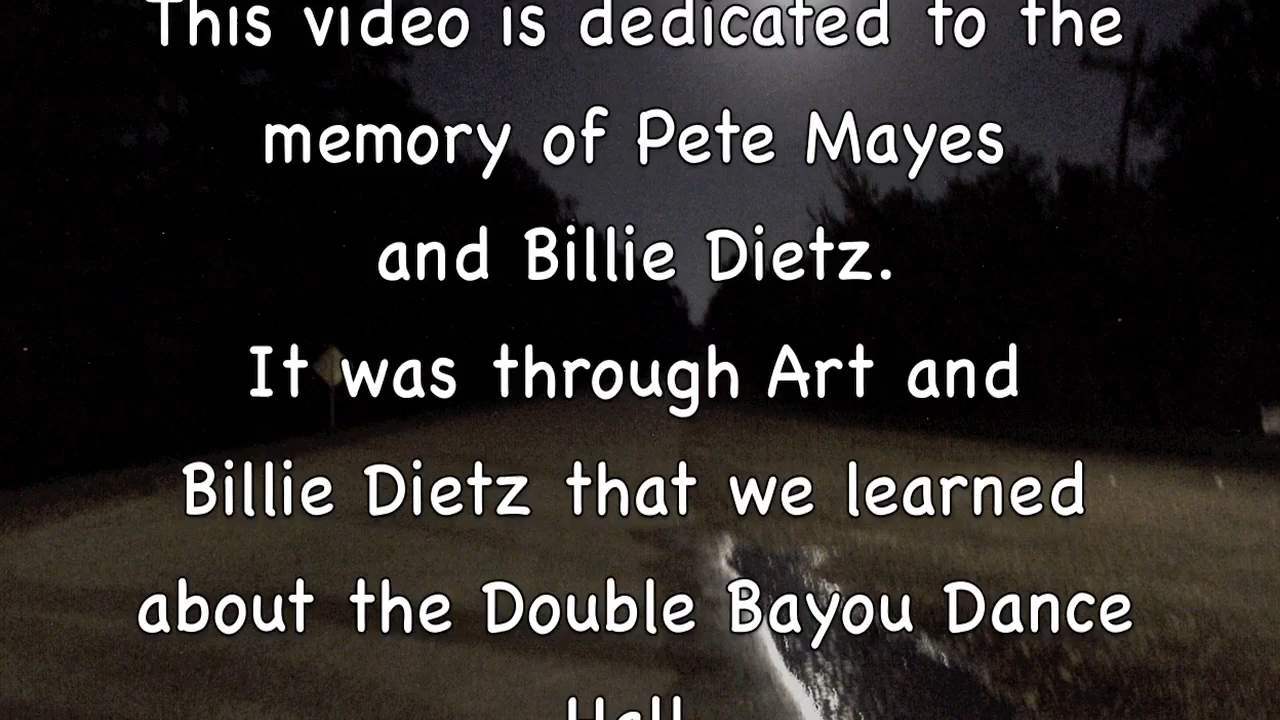 This video is dedicated to the
memory of Pete Mayes
and Billie Dietz.
It was through Art and
Billie Dietz that we learned
about the Double Bayou Dance
Hall